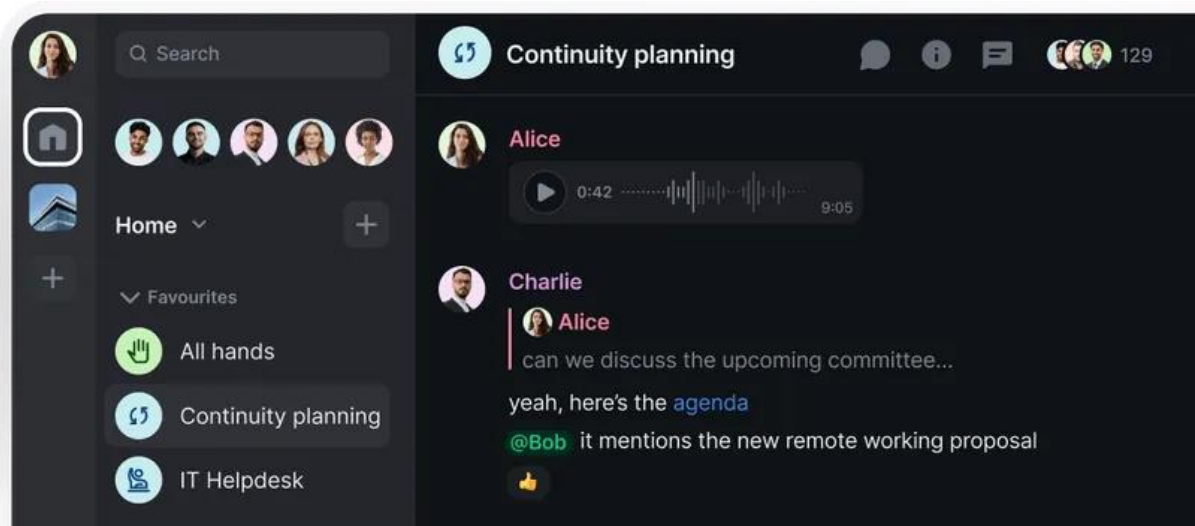 Search
Home
Favourites
All hands
Continuity planning
IT Helpdesk
Continuity planning
129
Alice
0:42
9:05
Charlie
Alice
can we discuss the upcoming committee...
yeah, here’s the agenda
@Bob it mentions the new remote working proposal